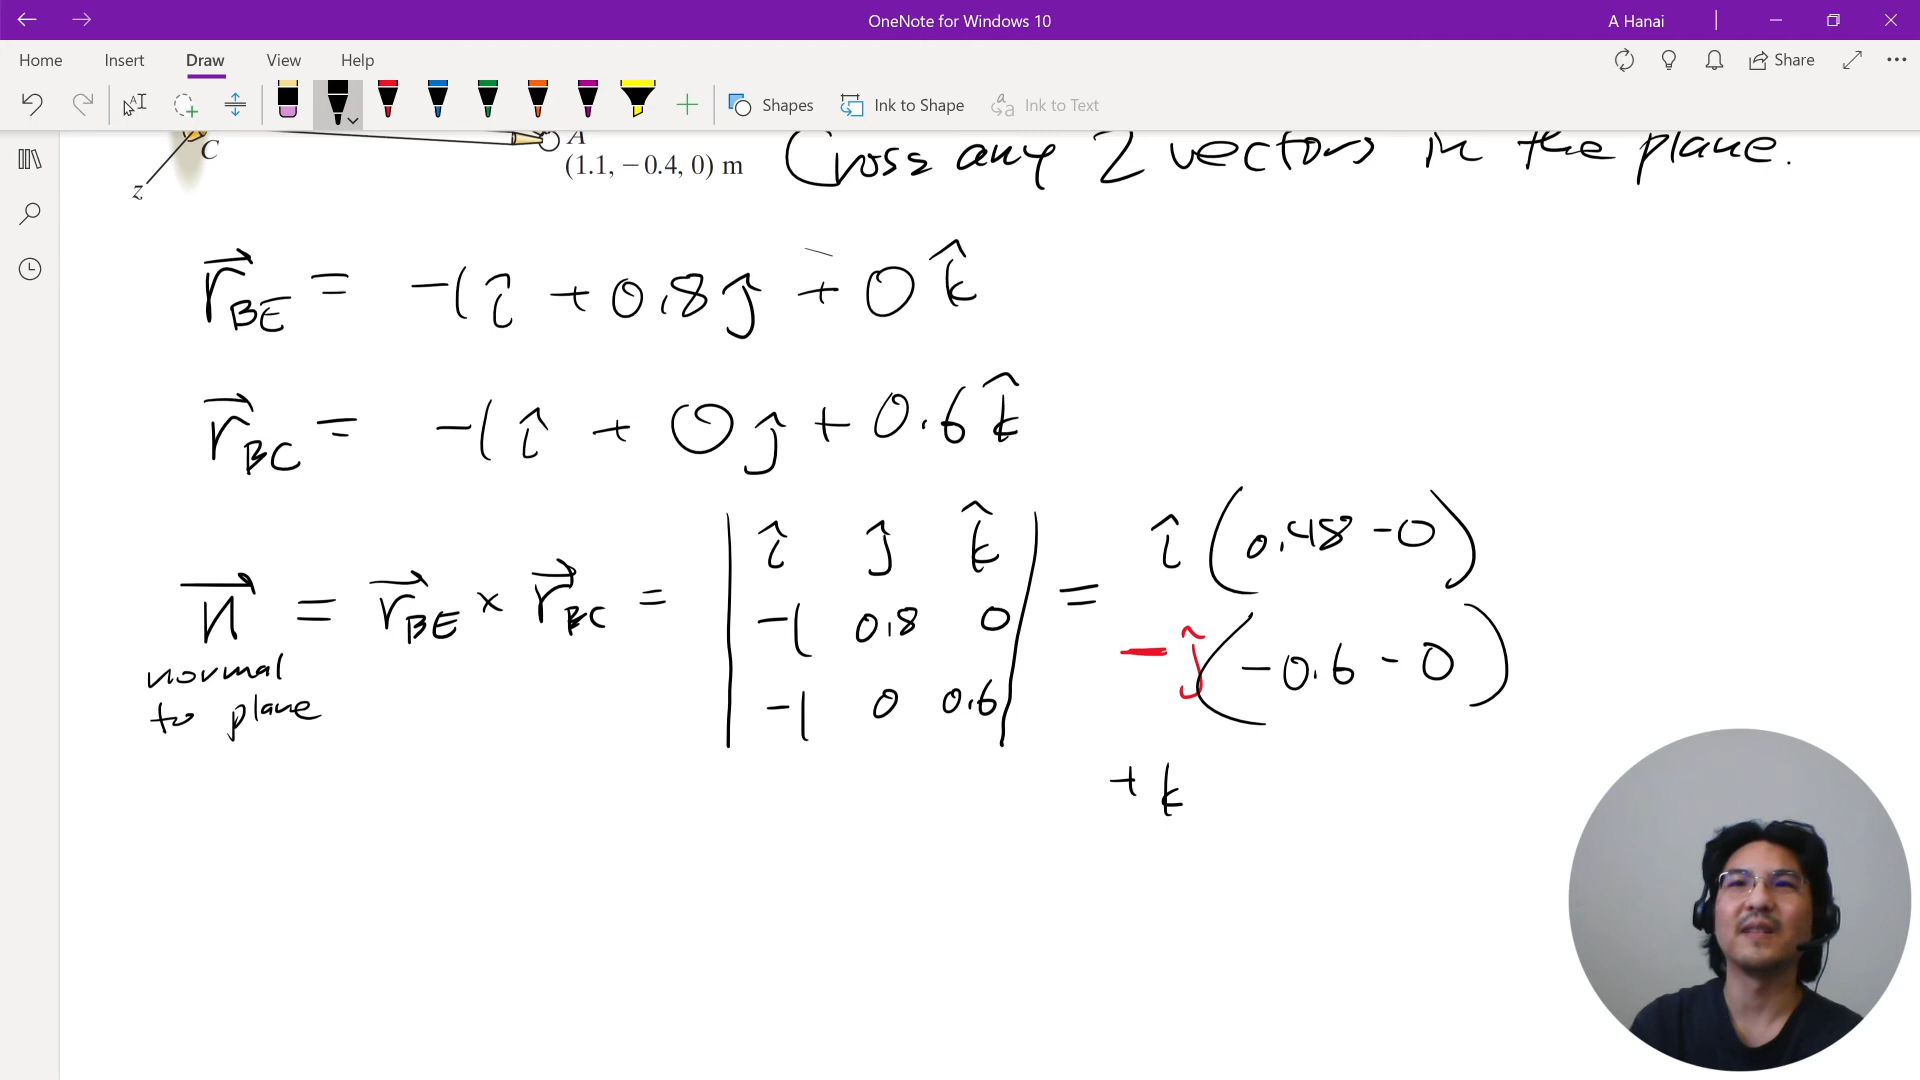 OneNote for Windows 10
A Hanai
Home Insert Draw View Help
Share
Shapes Ink to Shape Ink to Text
C
z
A
(1.1, −0.4, 0) m
Cross any 2 vectors in the plane.
r⃗BE = -1î + 0.8ĵ + 0k̂
r⃗BC = -1î + 0ĵ + 0.6k̂
n⃗ = r⃗BE × r⃗BC = | î ĵ k̂ | = î (0.48 - 0)
-1 0.8 0
-ĵ (-0.6 - 0)
-1 0 0.6
normal
to plane
+ k